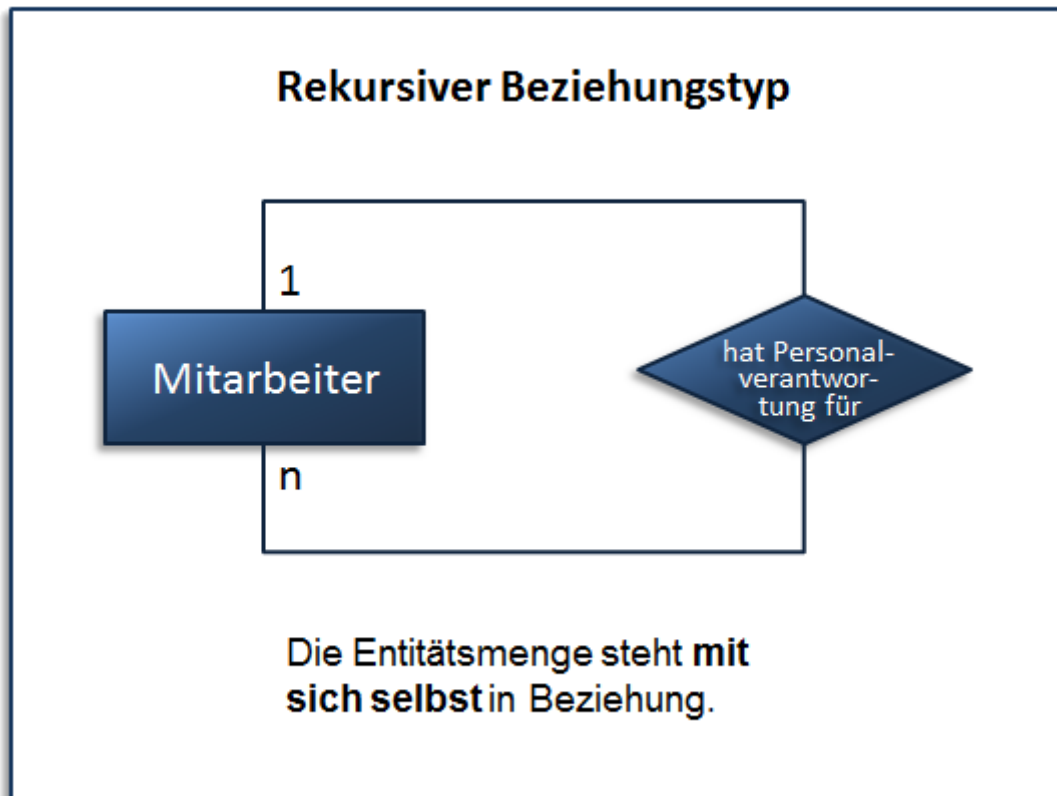 Rekursiver Beziehungstyp
1
Mitarbeiter
hat Personal-
verantwor-
tung für
n
Die Entitätsmenge steht mit
sich selbst in Beziehung.